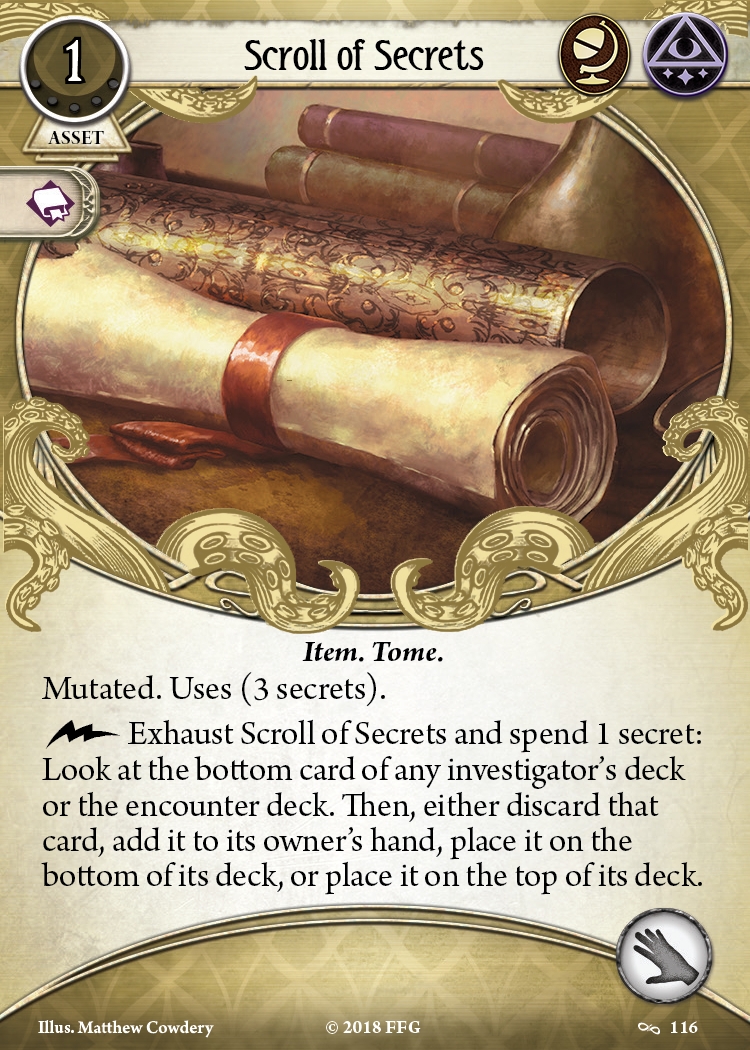 1
Scroll of Secrets
ASSET
Item. Tome.
Mutated. Uses (3 secrets).
Exhaust Scroll of Secrets and spend 1 secret:
Look at the bottom card of any investigator's deck
or the encounter deck. Then, either discard that
card, add it to its owner's hand, place it on the
bottom of its deck, or place it on the top of its deck.
Illus. Matthew Cowdery © 2018 FFG 116